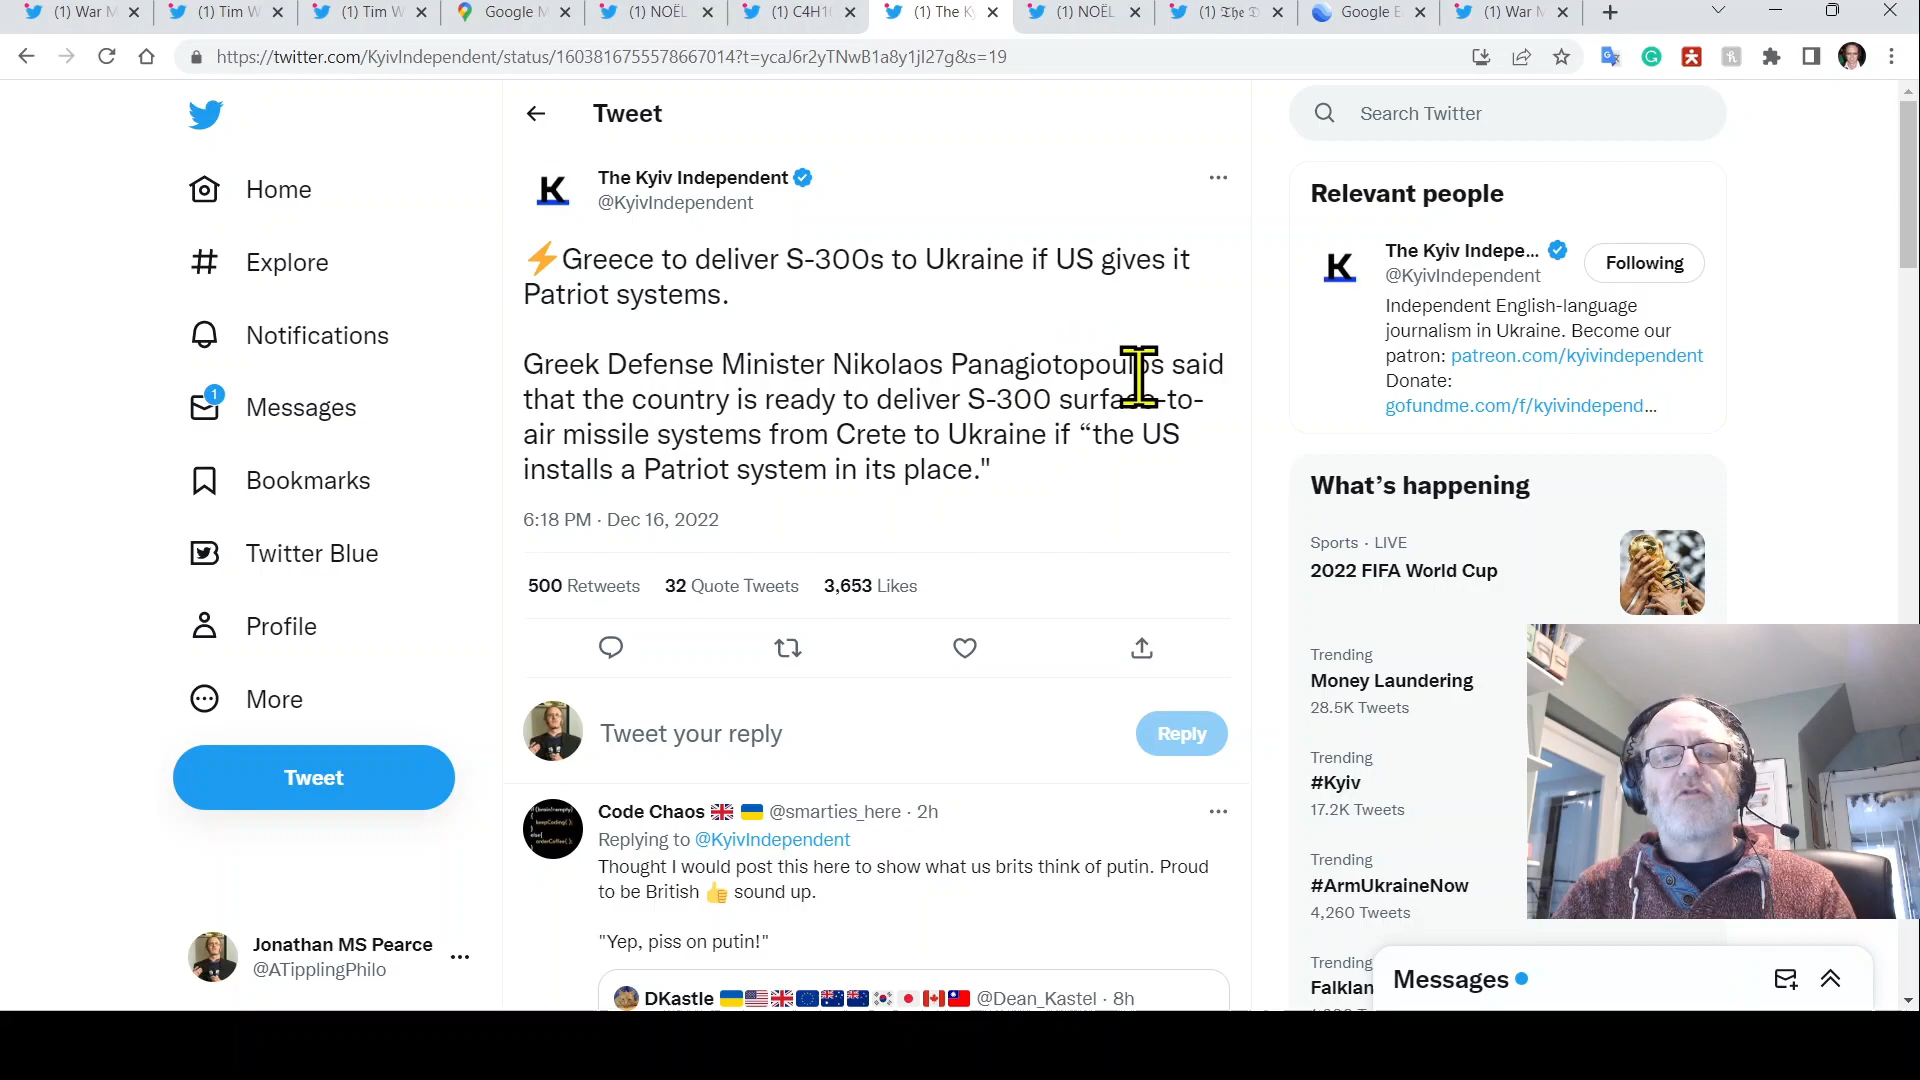 (1) War M
(1) Tim W
(1) Tim W
Google M
(1) NOËL
(1) C4H10
(1) The Ky
(1) NOËL
(1) 𝕿𝖍𝖊 𝕯
Google E
(1) War M
https://twitter.com/KyivIndependent/status/1603816755578667014?t=ycaJ6r2yTNwB1a8y1jI27g&s=19
Home
Explore
Notifications
1
Messages
Bookmarks
Twitter Blue
Profile
More
Tweet
Jonathan MS Pearce
@ATipplingPhilo
Tweet
K
The Kyiv Independent
@KyivIndependent
⚡Greece to deliver S-300s to Ukraine if US gives it
Patriot systems.
Greek Defense Minister Nikolaos Panagiotopoulos said
that the country is ready to deliver S-300 surface-to-
air missile systems from Crete to Ukraine if “the US
installs a Patriot system in its place."
6:18 PM · Dec 16, 2022
500 Retweets 32 Quote Tweets 3,653 Likes
Tweet your reply
Reply
Code Chaos 🇬🇧 🇺🇦 @smarties_here · 2h
Replying to @KyivIndependent
Thought I would post this here to show what us brits think of putin. Proud
to be British 👍 sound up.
"Yep, piss on putin!"
DKastle 🇺🇦🇺🇸🇬🇧🇪🇺🇦🇺🇳🇿🇰🇷🇯🇵🇨🇦🇹🇼 @Dean_Kastel · 8h
Search Twitter
Relevant people
K
The Kyiv Indepe...
@KyivIndependent
Following
Independent English-language
journalism in Ukraine. Become our
patron: patreon.com/kyivindependent
Donate:
gofundme.com/f/kyivindepend...
What’s happening
Sports · LIVE
2022 FIFA World Cup
Trending
Money Laundering
28.5K Tweets
Trending
#Kyiv
17.2K Tweets
Trending
#ArmUkraineNow
4,260 Tweets
Trending
Falklan
Messages